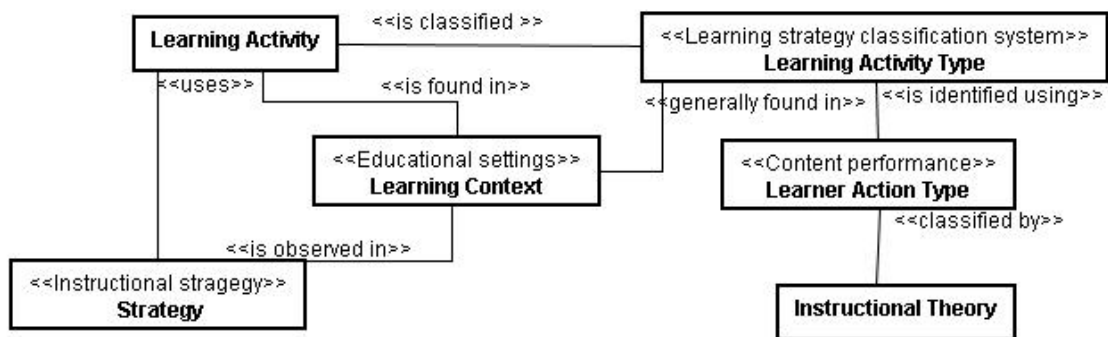 <<is classified >>
Learning Activity
<<Learning strategy classification system>>
Learning Activity Type
<<uses>>
<<is found in>>
<<generally found in>>
<<is identified using>>
<<Educational settings>>
Learning Context
<<Content performance>>
Learner Action Type
<<is observed in>>
<<classified by>>
<<Instructional stragegy>>
Strategy
Instructional Theory